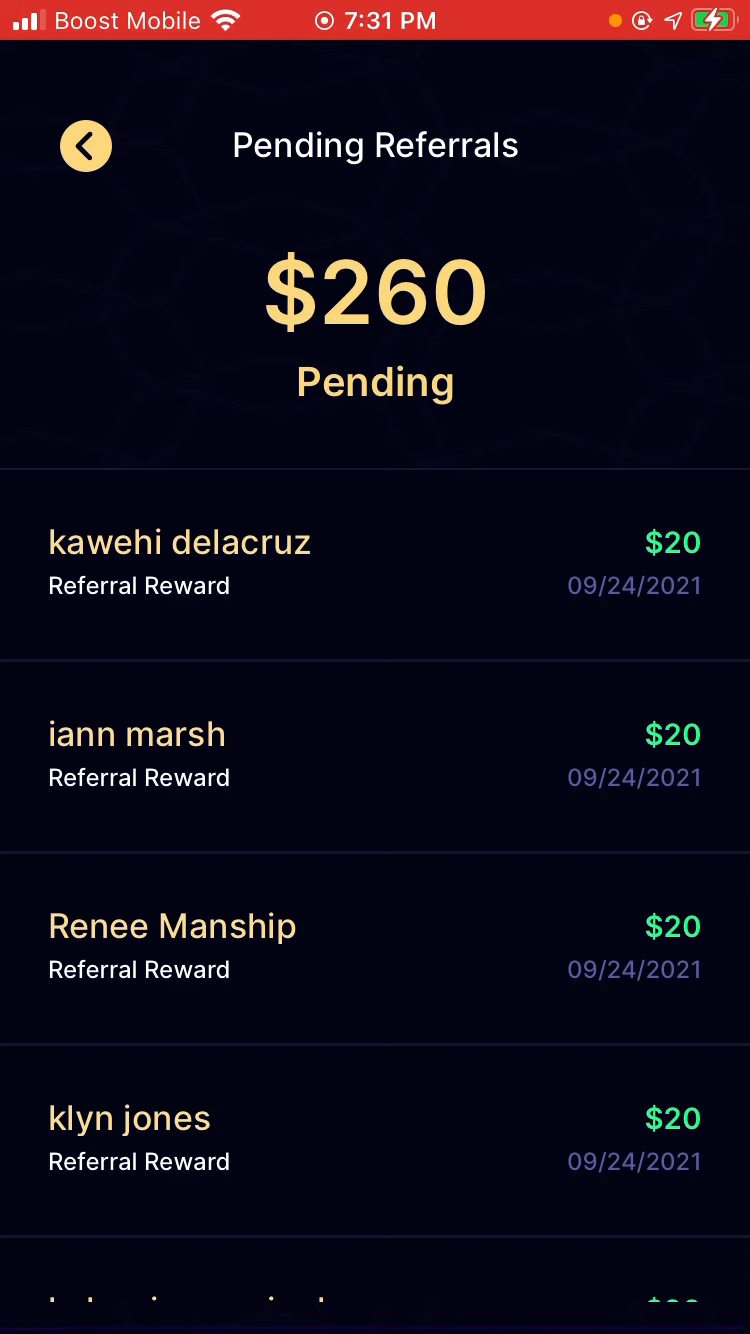 Boost Mobile 7:31 PM
Pending Referrals
$260
Pending
kawehi delacruz $20
Referral Reward 09/24/2021
iann marsh $20
Referral Reward 09/24/2021
Renee Manship $20
Referral Reward 09/24/2021
klyn jones $20
Referral Reward 09/24/2021